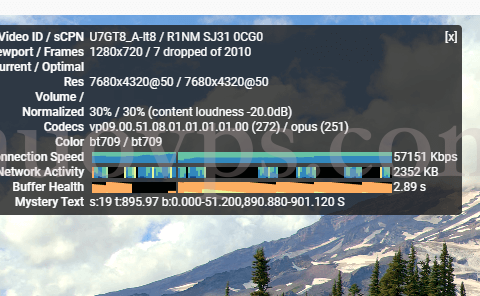 Video ID / sCPN U7GT8_A-lt8 / R1NM SJ31 0CG0 [x]
ewport / Frames 1280x720 / 7 dropped of 2010
urrent / Optimal
Res 7680x4320@50 / 7680x4320@50
Volume /
Normalized 30% / 30% (content loudness -20.0dB)
Codecs vp09.00.51.08.01.01.01.01.00 (272) / opus (251)
Color bt709 / bt709
onnection Speed 57151 Kbps
Network Activity 2352 KB
Buffer Health 2.89 s
Mystery Text s:19 t:895.97 b:0.000-51.200,890.880-901.120 S